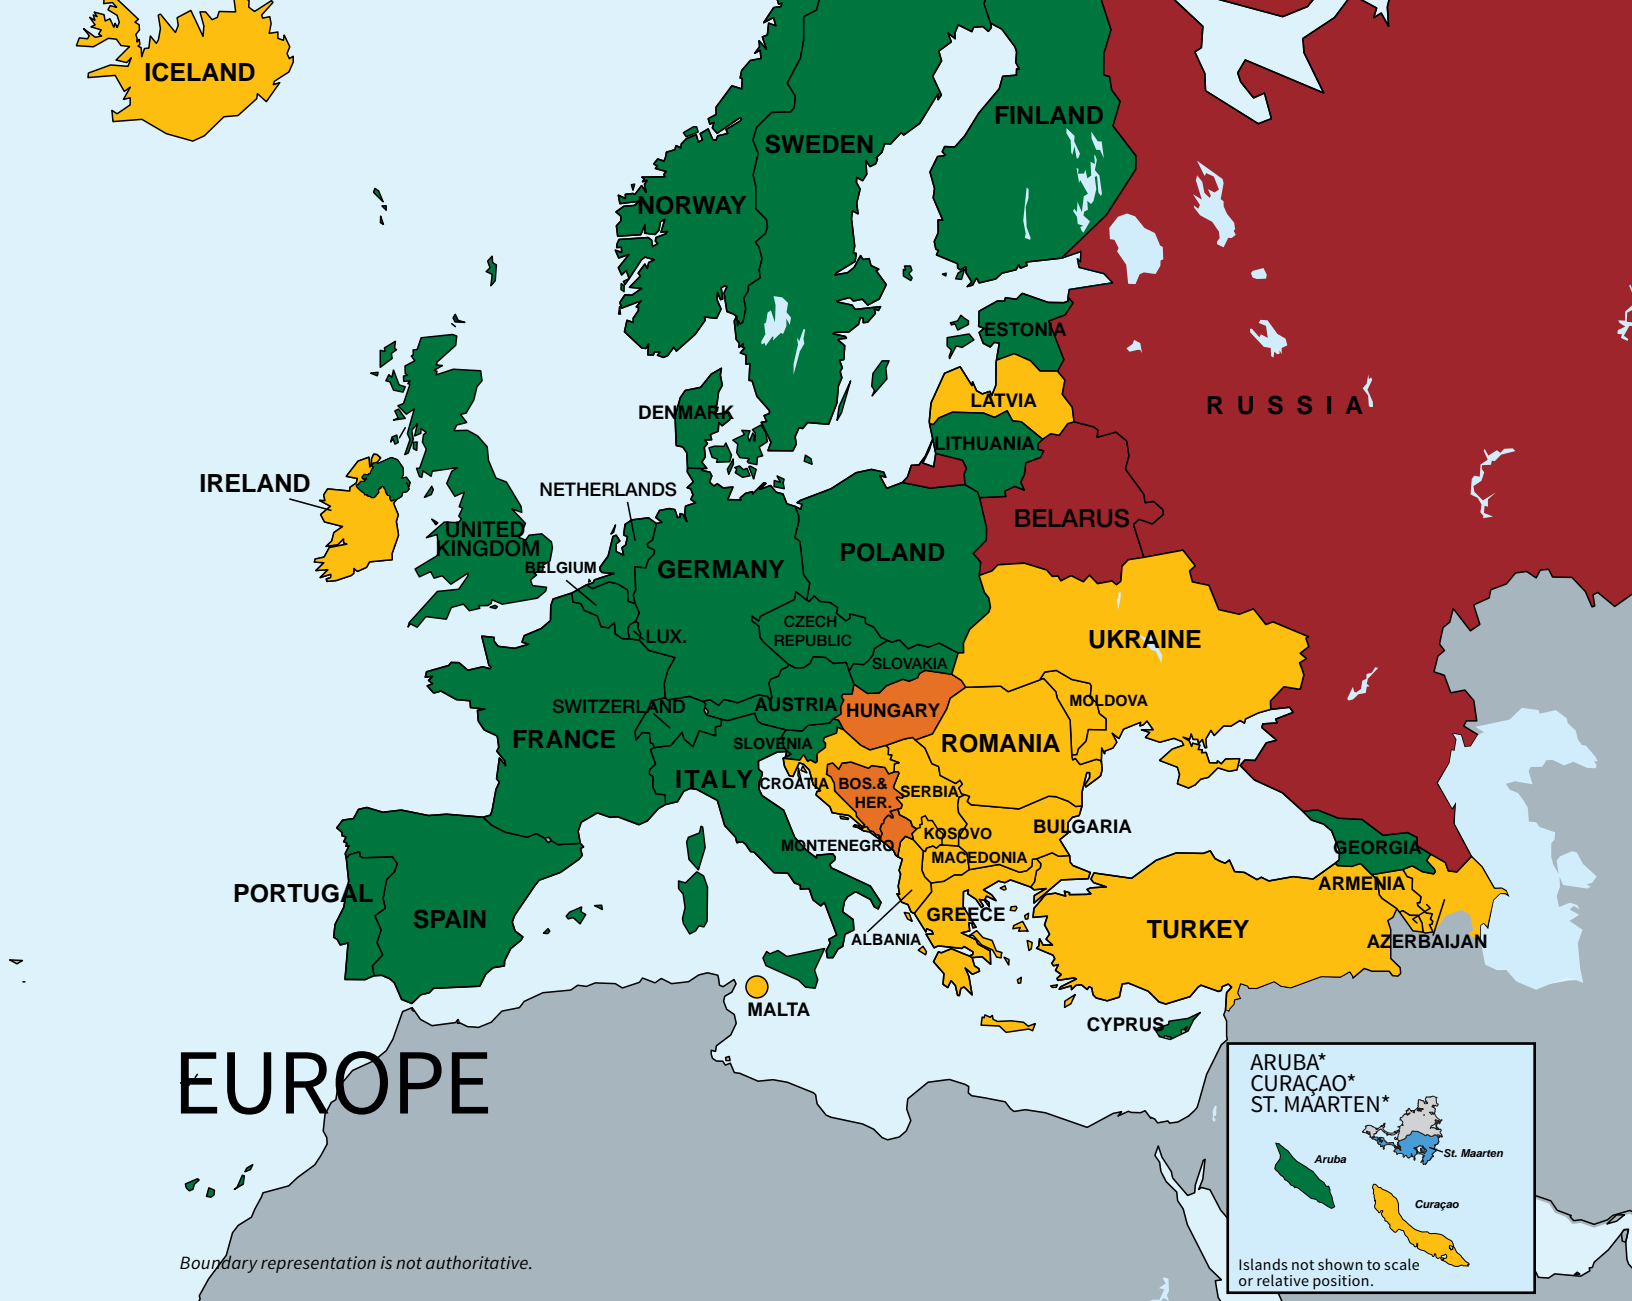 ICELAND
FINLAND
SWEDEN
NORWAY
ESTONIA
LATVIA
RUSSIA
DENMARK
LITHUANIA
IRELAND
NETHERLANDS
BELARUS
UNITED
KINGDOM
POLAND
BELGIUM
GERMANY
CZECH
REPUBLIC
LUX.
UKRAINE
SLOVAKIA
SWITZERLAND
AUSTRIA
HUNGARY
MOLDOVA
FRANCE
SLOVENIA
ROMANIA
ITALY
CROATIA
BOS.&
HER.
SERBIA
KOSOVO
BULGARIA
MONTENEGRO
MACEDONIA
GEORGIA
ARMENIA
PORTUGAL
SPAIN
GREECE
TURKEY
ALBANIA
AZERBAIJAN
MALTA
CYPRUS
EUROPE
ARUBA*
CURAÇAO*
ST. MAARTEN*
St. Maarten
Aruba
Curaçao
Islands not shown to scale
or relative position.
Boundary representation is not authoritative.